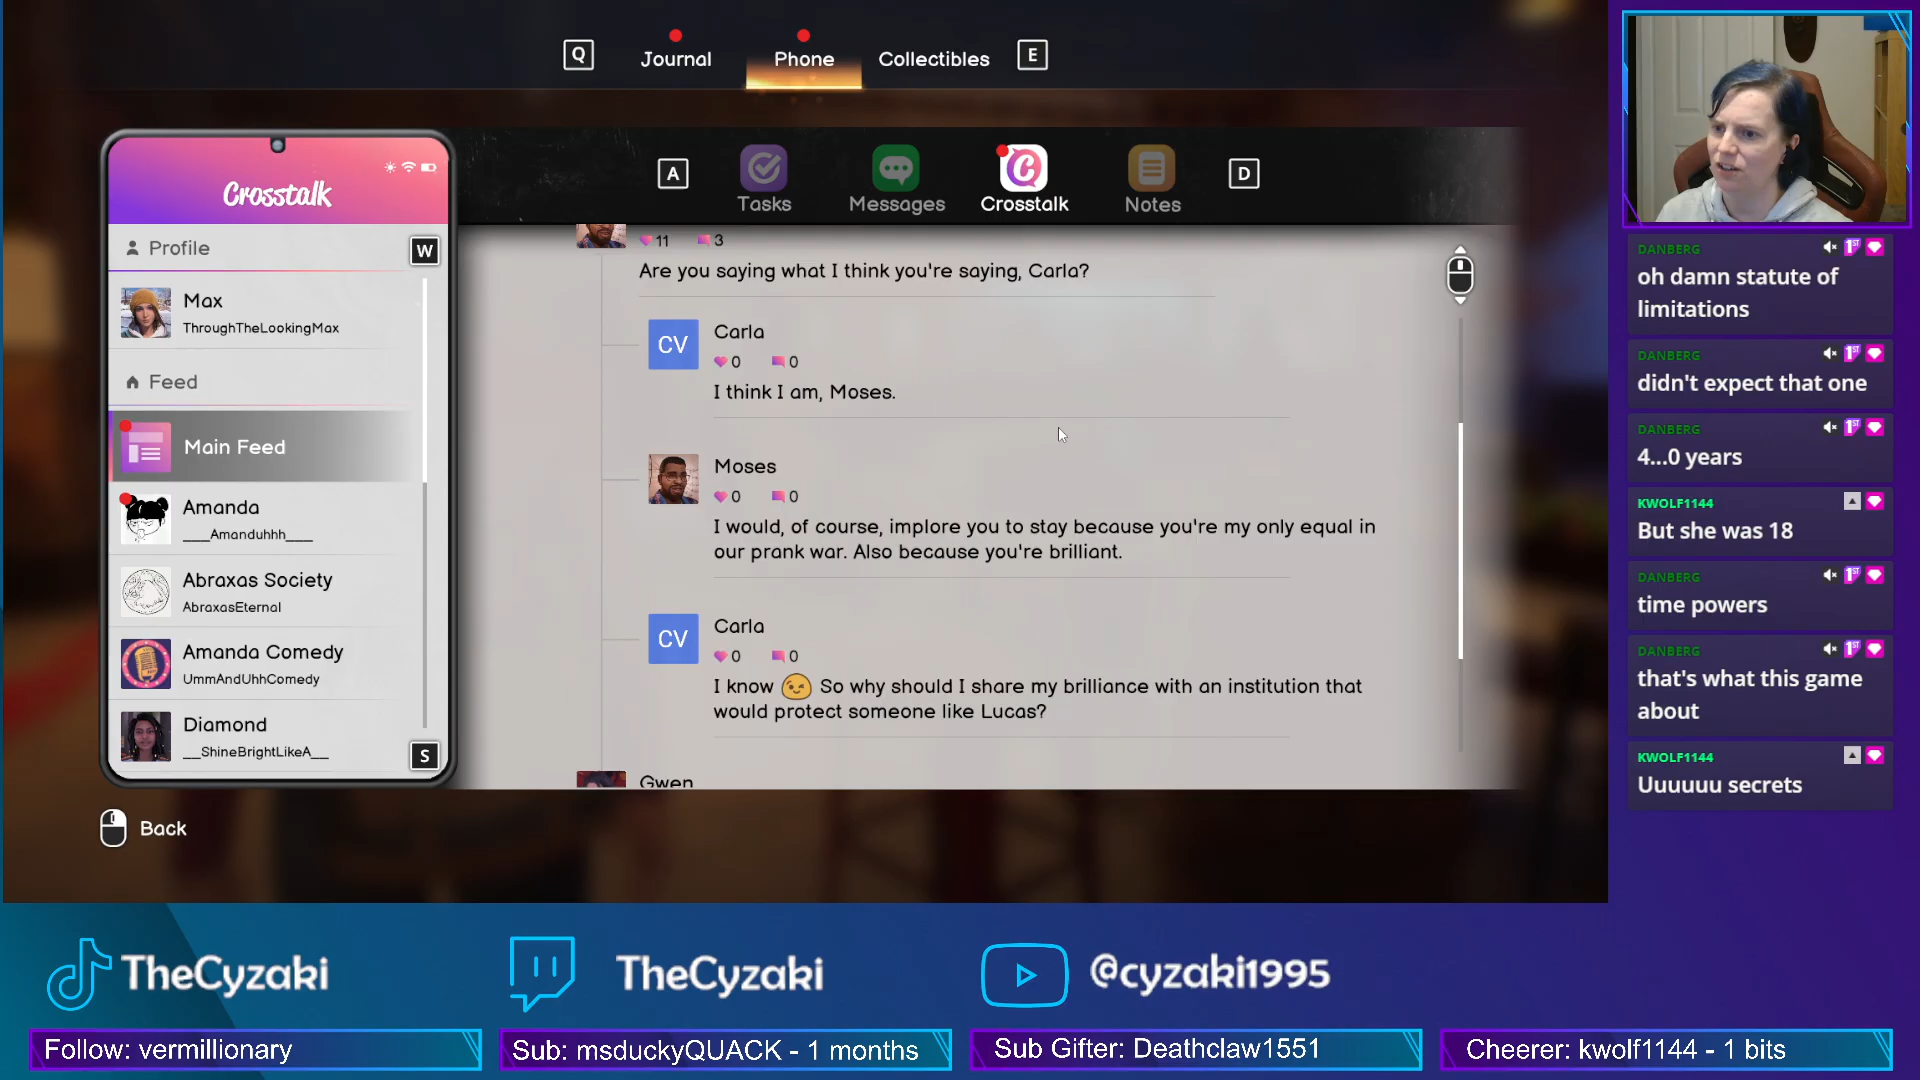 Q
Journal
Phone
Collectibles
E
Crosstalk
Profile
W
Max
ThroughTheLookingMax
Feed
Main Feed
Amanda
___Amanduhhh___
Abraxas Society
AbraxasEternal
Amanda Comedy
UmmAndUhhComedy
Diamond
__ShineBrightLikeA__
S
Back
A
Tasks
Messages
Crosstalk
Notes
D
11 3
Are you saying what I think you're saying, Carla?
CV
Carla
0 0
I think I am, Moses.
Moses
0 0
I would, of course, implore you to stay because you're my only equal in
our prank war. Also because you're brilliant.
CV
Carla
0 0
I know 😉 So why should I share my brilliance with an institution that
would protect someone like Lucas?
Gwen
DANBERG
1ST
oh damn statute of
limitations
DANBERG
1ST
didn't expect that one
DANBERG
1ST
4...0 years
KWOLF1144
But she was 18
DANBERG
1ST
time powers
DANBERG
1ST
that's what this game
about
KWOLF1144
Uuuuuu secrets
TheCyzaki
TheCyzaki
@cyzaki1995
Follow: vermillionary
Sub: msduckyQUACK - 1 months
Sub Gifter: Deathclaw1551
Cheerer: kwolf1144 - 1 bits